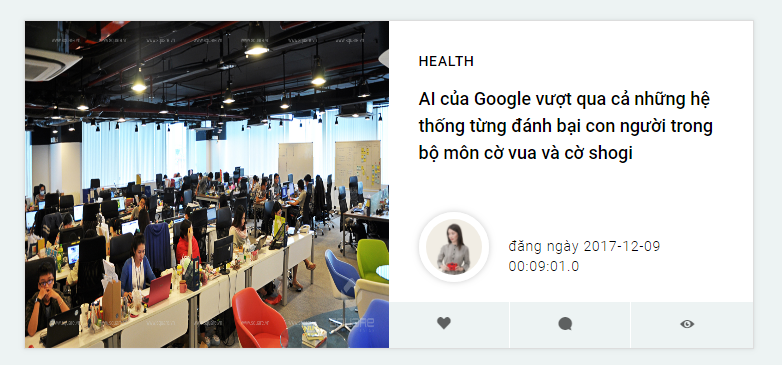 HEALTH
AI của Google vượt qua cả những hệ
thống từng đánh bại con người trong
bộ môn cờ vua và cờ shogi
đăng ngày 2017-12-09
00:09:01.0